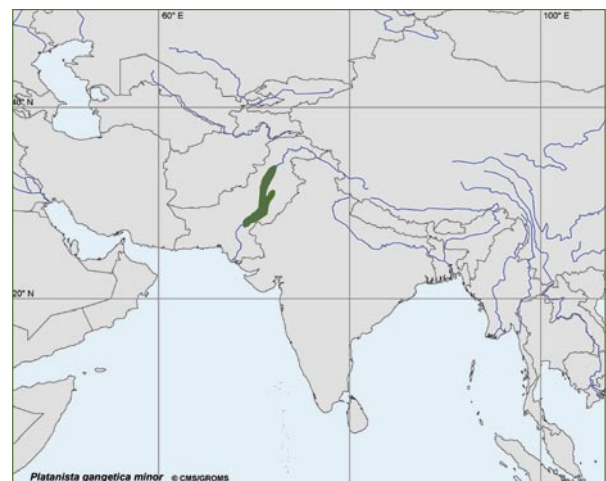 60° E
100° E
40° N
20° N
Platanista gangetica minor © CMS/GROMS